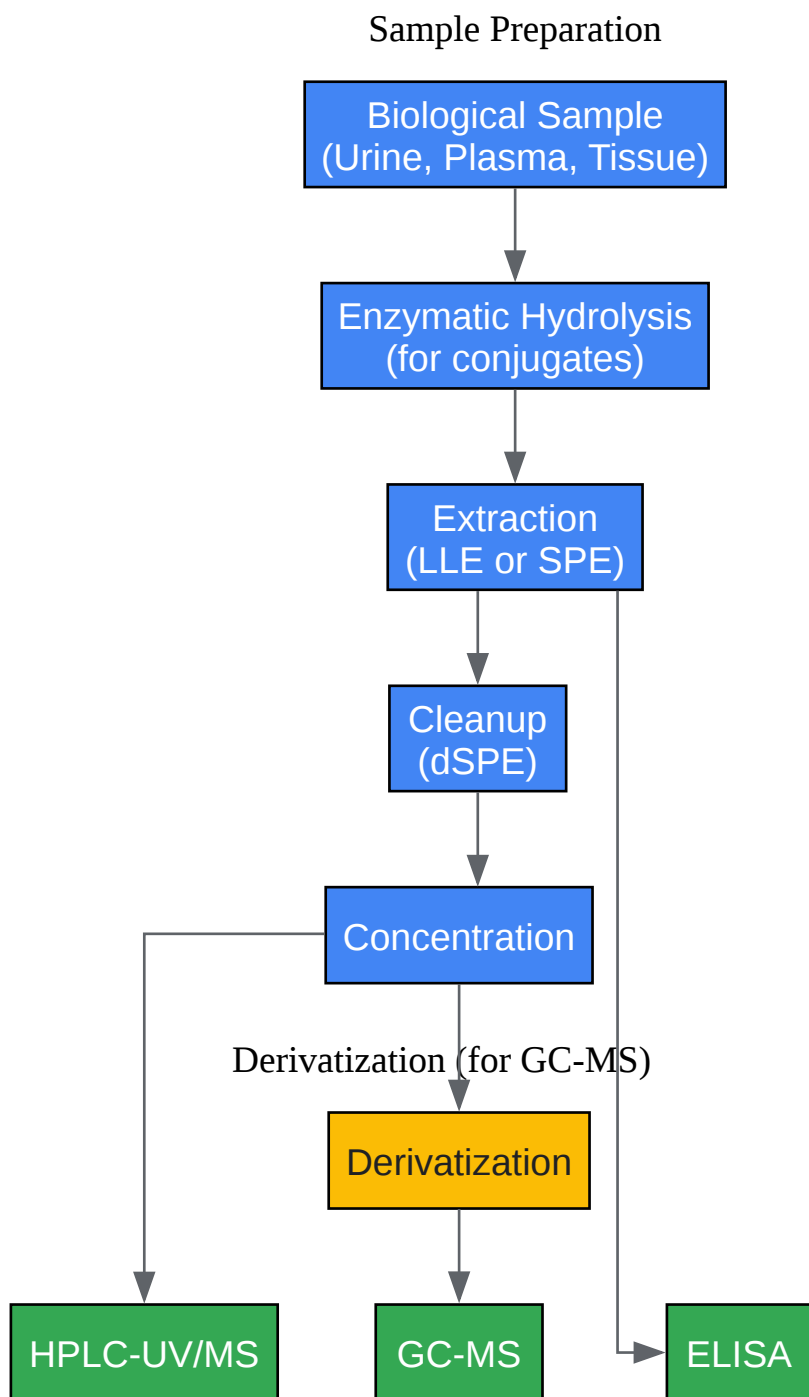 Sample Preparation
Biological Sample
(Urine, Plasma, Tissue)
Enzymatic Hydrolysis
(for conjugates)
Extraction
(LLE or SPE)
Cleanup
(dSPE)
Concentration
Derivatization (for GC-MS)
Derivatization
HPLC-UV/MS
GC-MS
ELISA